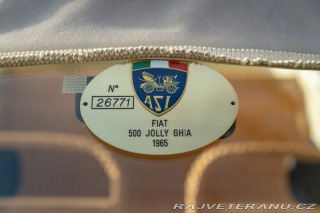 N°
26771
ASI
FIAT
500 JOLLY GHIA
1965
RAJVETERANU.CZ